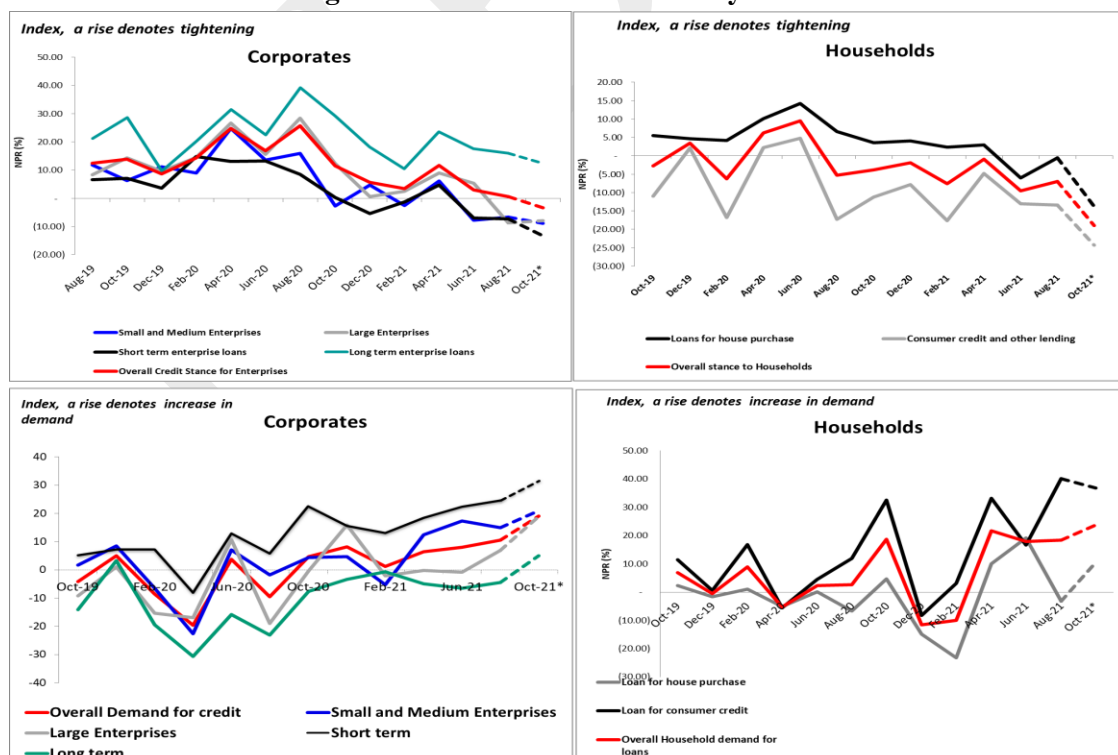 Index, a rise denotes tightening
Corporates
NPR (%)
50.00
40.00
30.00
20.00
10.00
-
(10.00)
(20.00)
Aug-19
Oct-19
Dec-19
Feb-20
Apr-20
Jun-20
Aug-20
Oct-20
Dec-20
Feb-21
Apr-21
Jun-21
Aug-21
Oct-21*
Small and Medium Enterprises
Large Enterprises
Short term enterprise loans
Long term enterprise loans
Overall Credit Stance for Enterprises
Index, a rise denotes tightening
Households
NPR (%)
20.00
15.00
10.00
5.00
-
(5.00)
(10.00)
(15.00)
(20.00)
(25.00)
(30.00)
Oct-19
Dec-19
Feb-20
Apr-20
Jun-20
Aug-20
Oct-20
Dec-20
Feb-21
Apr-21
Jun-21
Aug-21
Oct-21*
Loans for house purchase
Consumer credit and other lending
Overall stance to Households
Index, a rise denotes increase in
demand
Corporates
40
30
20
10
0
-10
-20
-30
-40
Oct-19
Feb-20
Jun-20
Oct-20
Feb-21
Jun-21
Oct-21*
Overall Demand for credit
Small and Medium Enterprises
Large Enterprises
Short term
Long term
Index, a rise denotes increase in demand
Households
NPR (%)
50.00
40.00
30.00
20.00
10.00
-
(10.00)
(20.00)
(30.00)
Oct-19
Dec-19
Feb-20
Apr-20
Jun-20
Aug-20
Oct-20
Dec-20
Feb-21
Apr-21
Jun-21
Aug-21
Oct-21*
Loan for house purchase
Loan for consumer credit
Overall Household demand for
loans